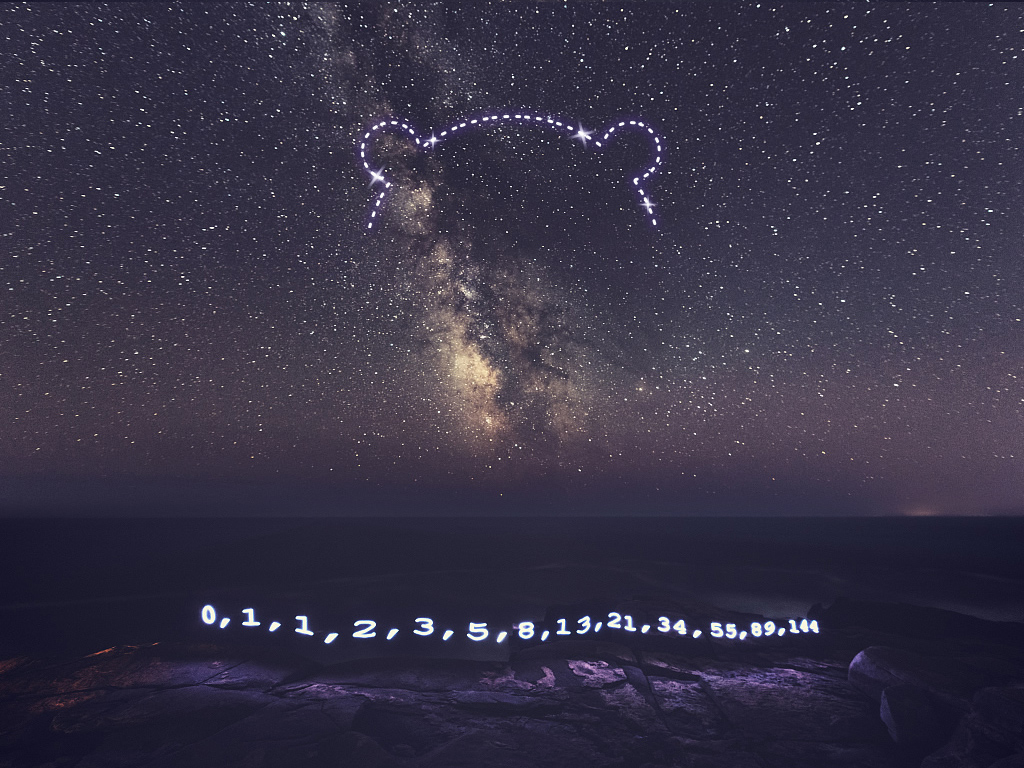 0, 1, 1, 2, 3, 5, 8, 13, 21, 34, 55, 89, 144